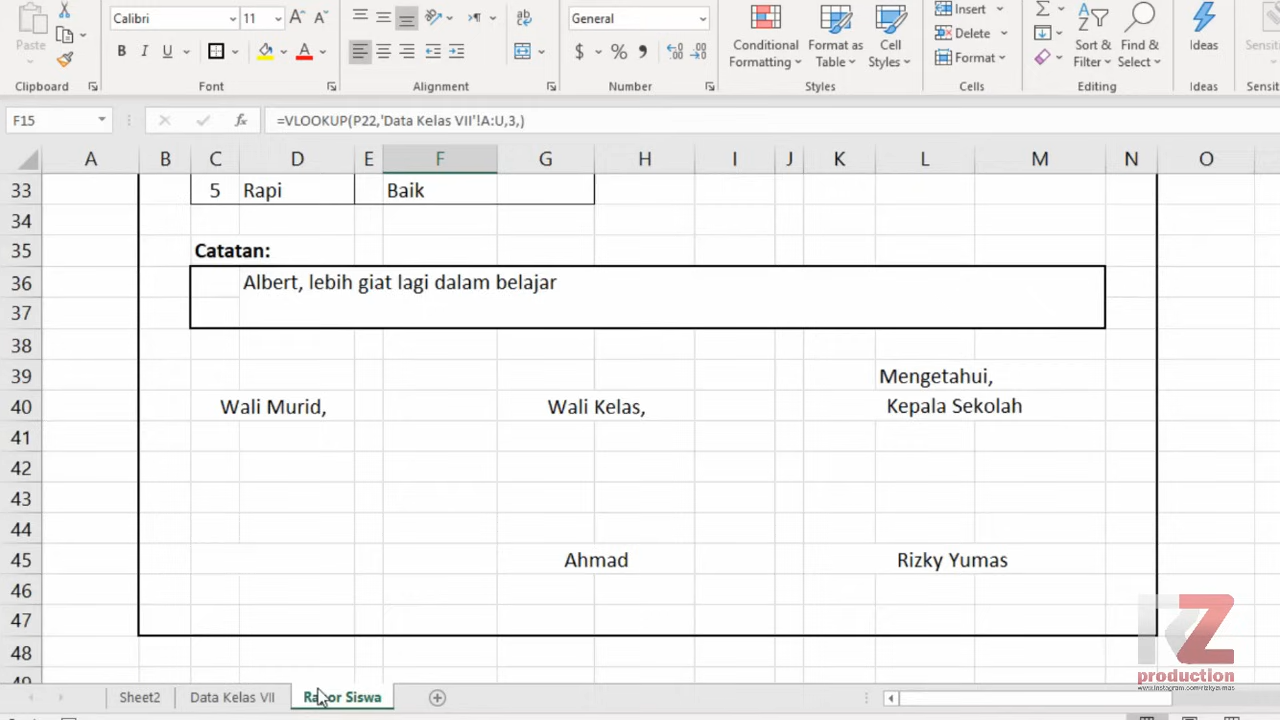 Calibri
11
General
Paste
B I U
$ % 9
Conditional Formatting
Format as Table
Cell Styles
Insert
Delete
Format
Sort & Filter
Find & Select
Ideas
Clipboard
Font
Alignment
Number
Styles
Cells
Editing
Ideas
F15
fx
=VLOOKUP(P22,'Data Kelas VII'!A:U,3,)
A B C D E F G H I J K L M N O
33 5 Rapi Baik
34
35 Catatan:
36 Albert, lebih giat lagi dalam belajar
37
38
39 Mengetahui,
40 Wali Murid, Wali Kelas, Kepala Sekolah
41
42
43
44
45 Ahmad Rizky Yumas
46
47
48
49
RZ
production
Sheet2 Data Kelas VII Rapor Siswa